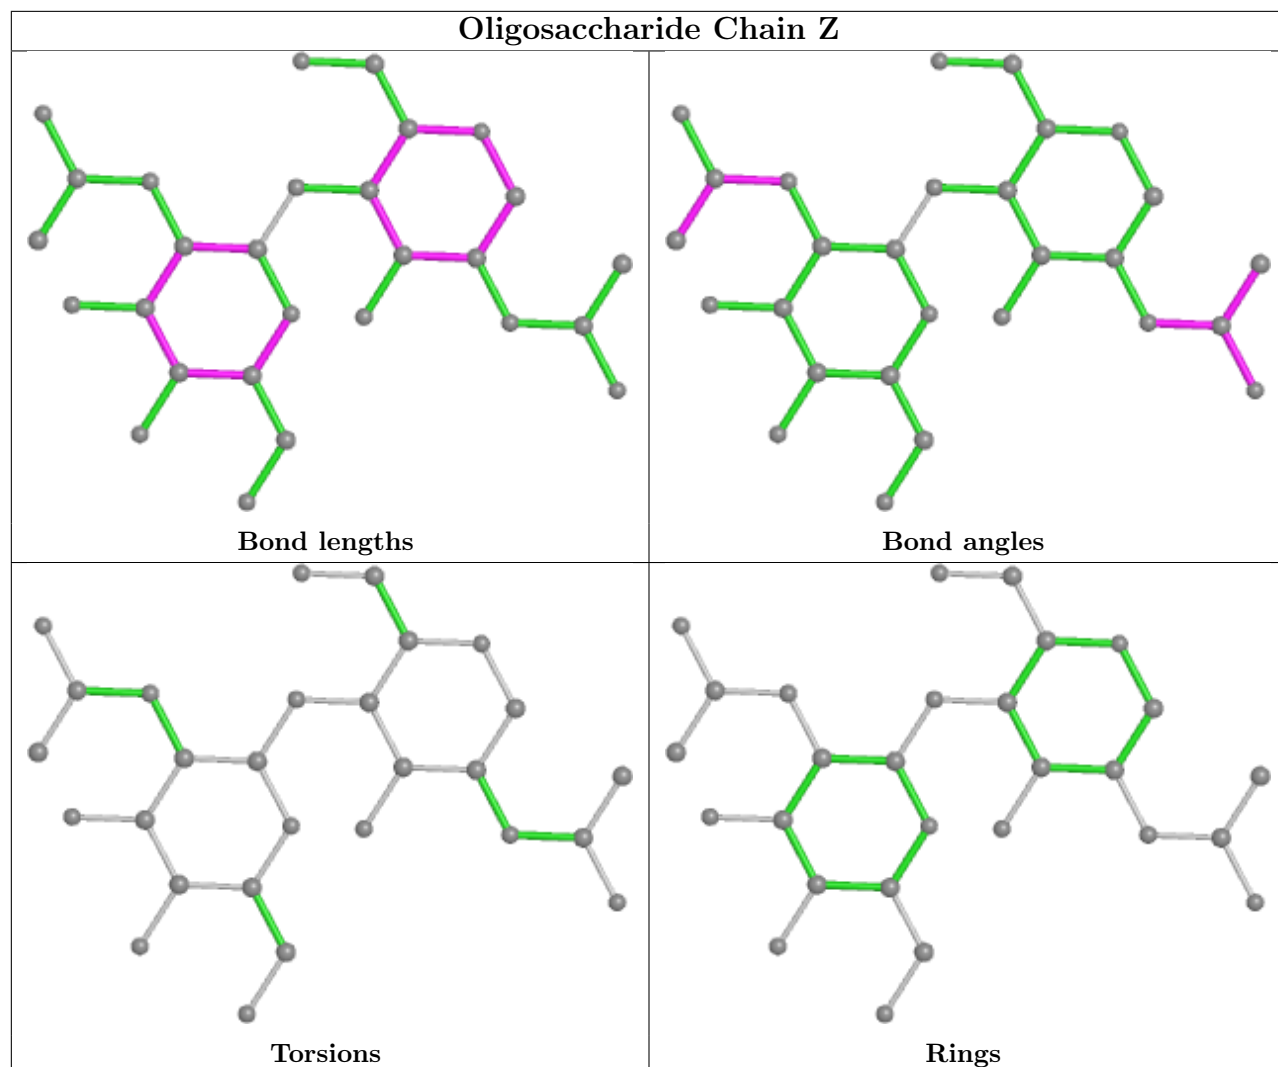 Oligosaccharide Chain Z
Bond lengths
Bond angles
Torsions
Rings